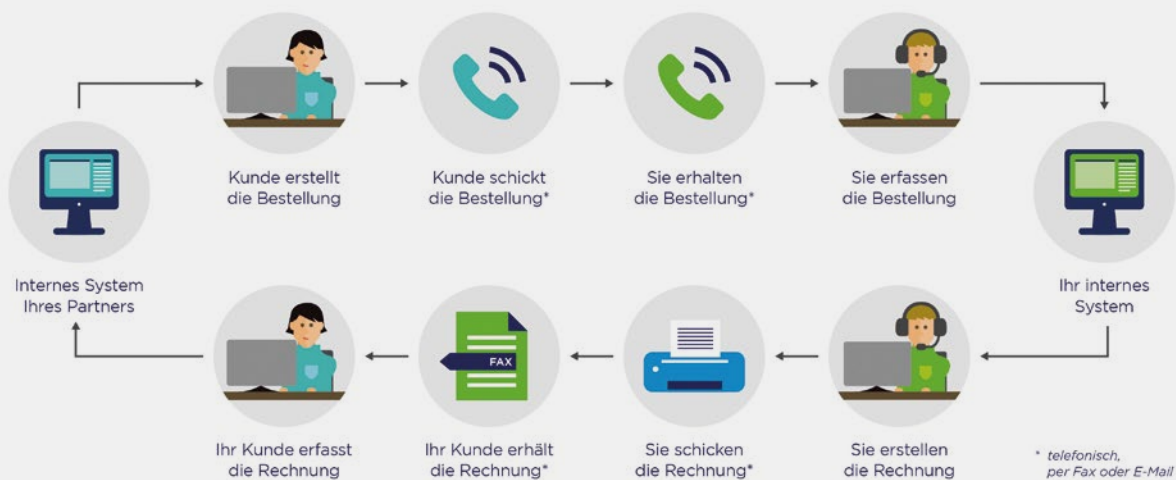 Kunde erstellt
die Bestellung
Kunde schickt
die Bestellung*
Sie erhalten
die Bestellung*
Sie erfassen
die Bestellung
Internes System
Ihres Partners
Ihr internes
System
FAX
Ihr Kunde erfasst
die Rechnung
Ihr Kunde erhält
die Rechnung*
Sie schicken
die Rechnung*
Sie erstellen
die Rechnung
* telefonisch,
per Fax oder E-Mail